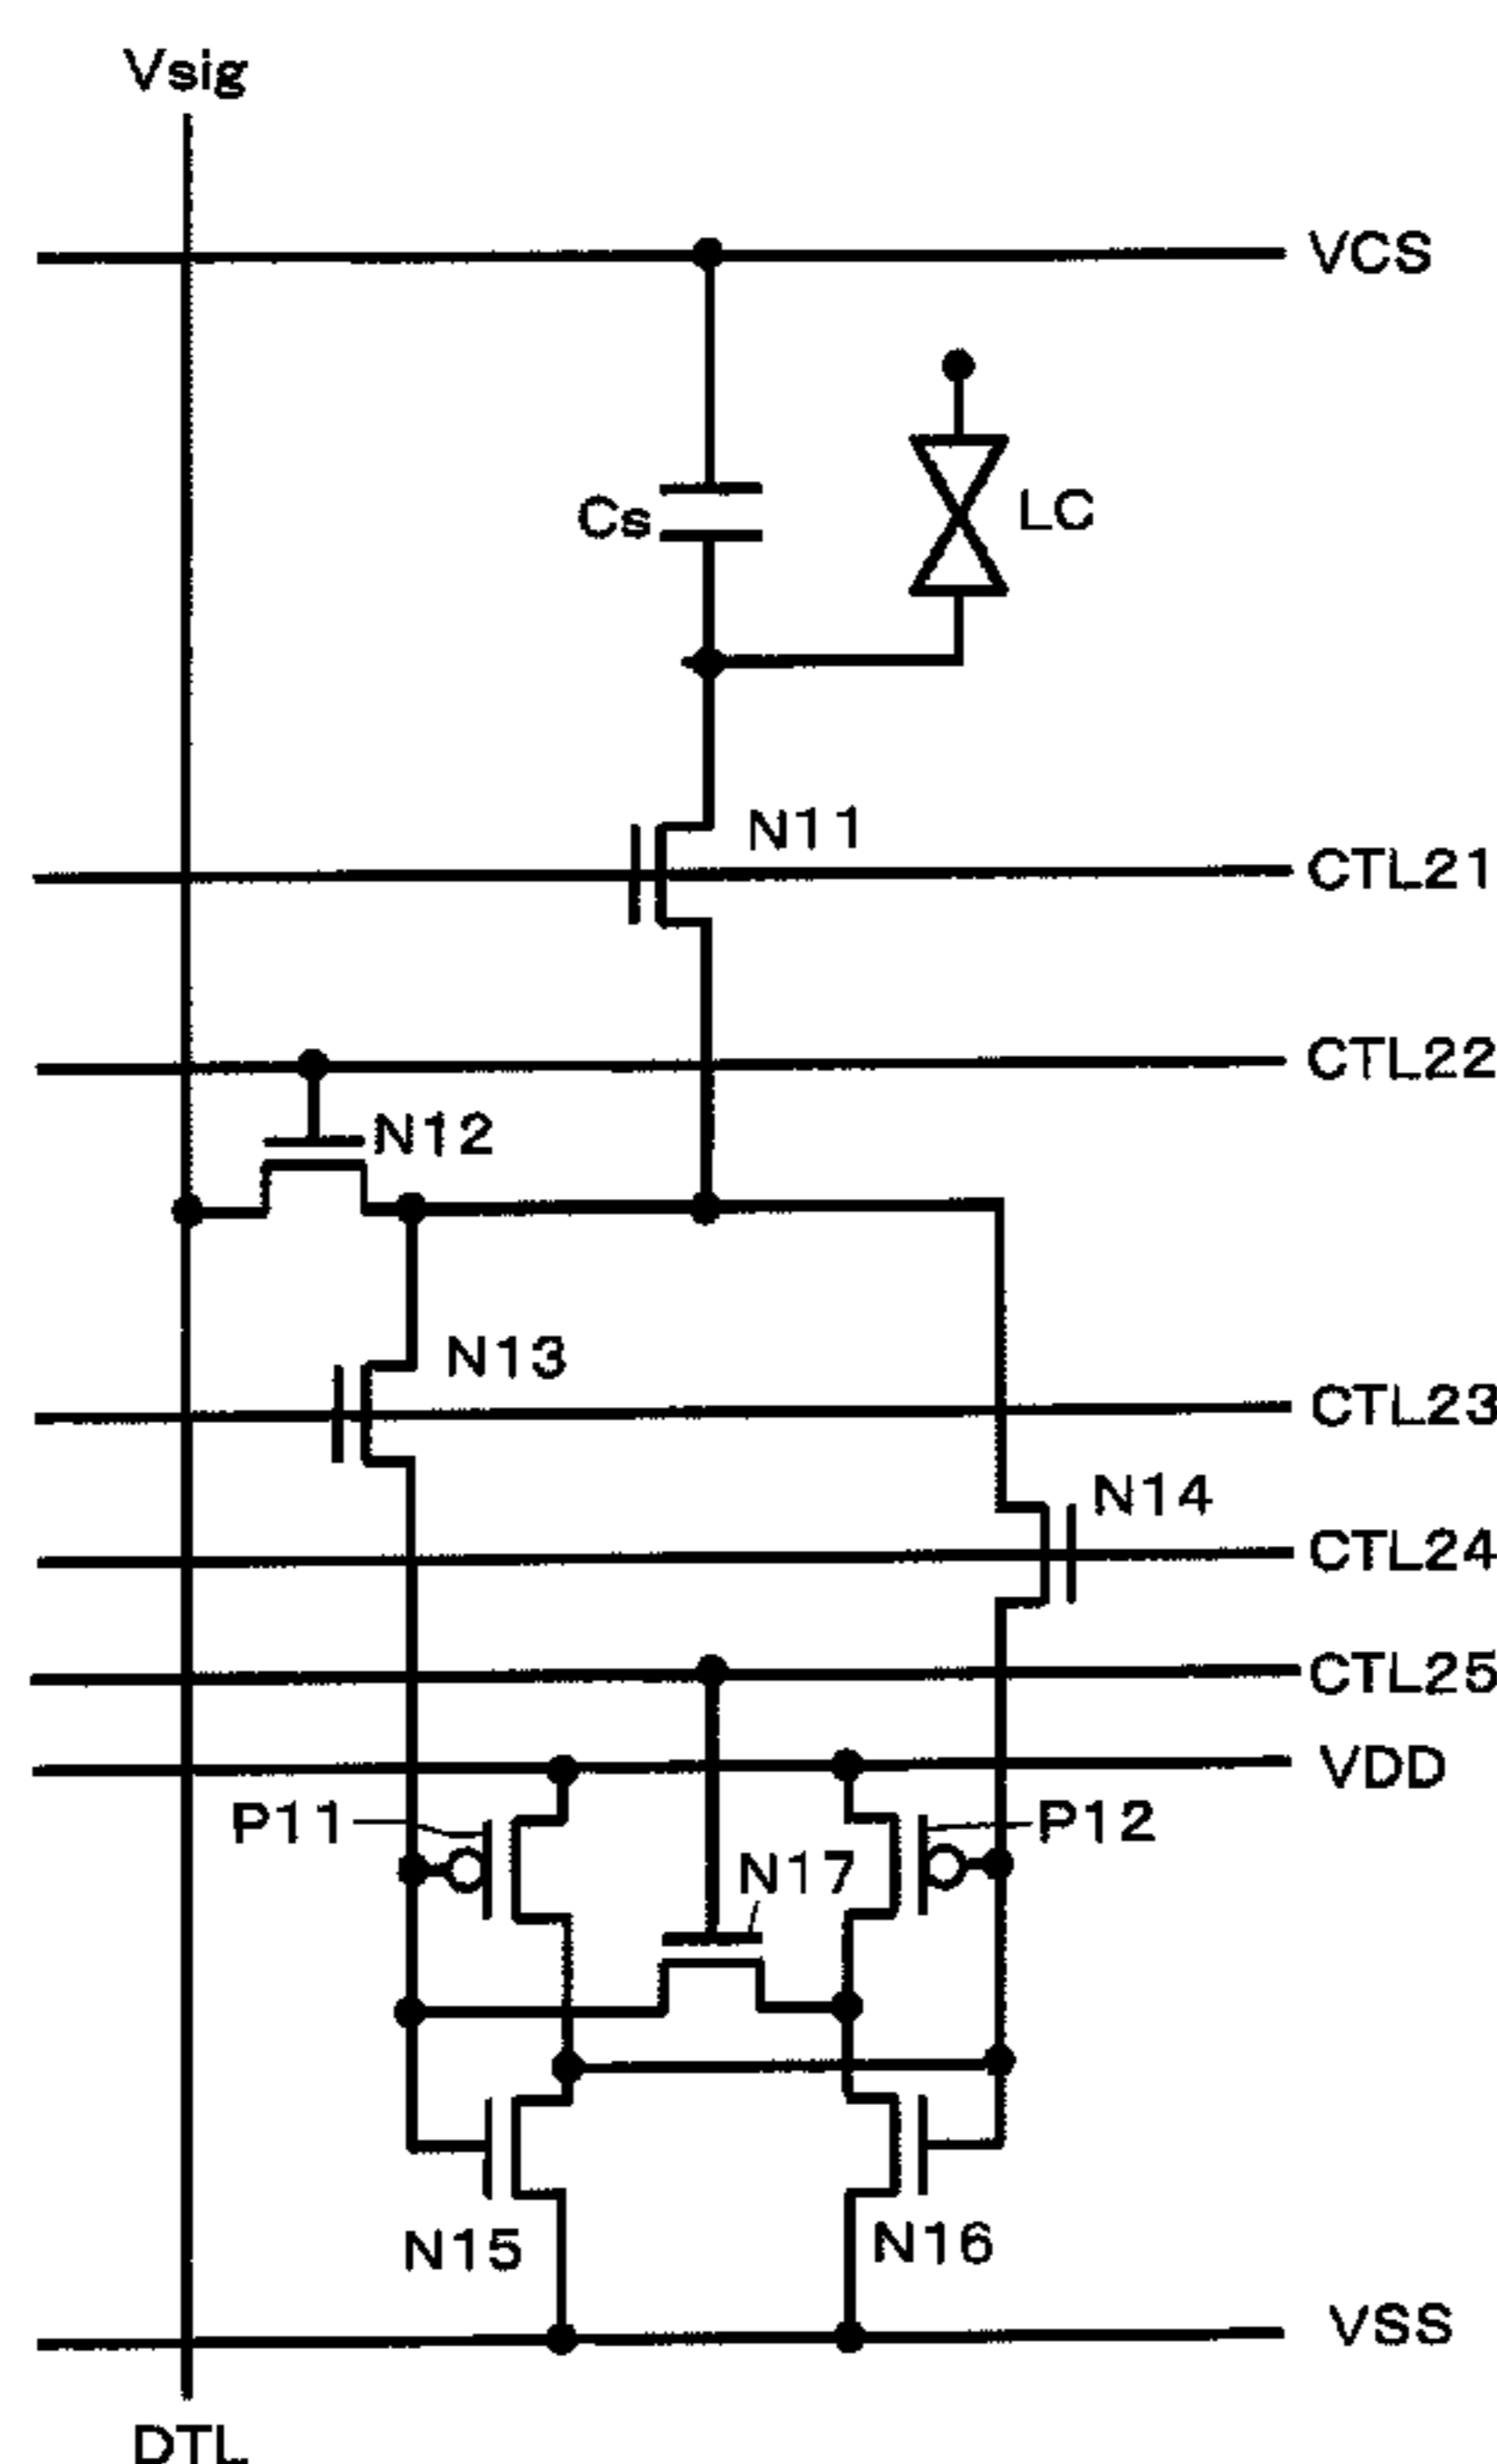 Vsig
VCS
Cs
LC
N11
CTL21
CTL22
N12
N13
CTL23
N14
CTL24
CTL25
VDD
P11
P12
N17
N15
N16
VSS
DTL